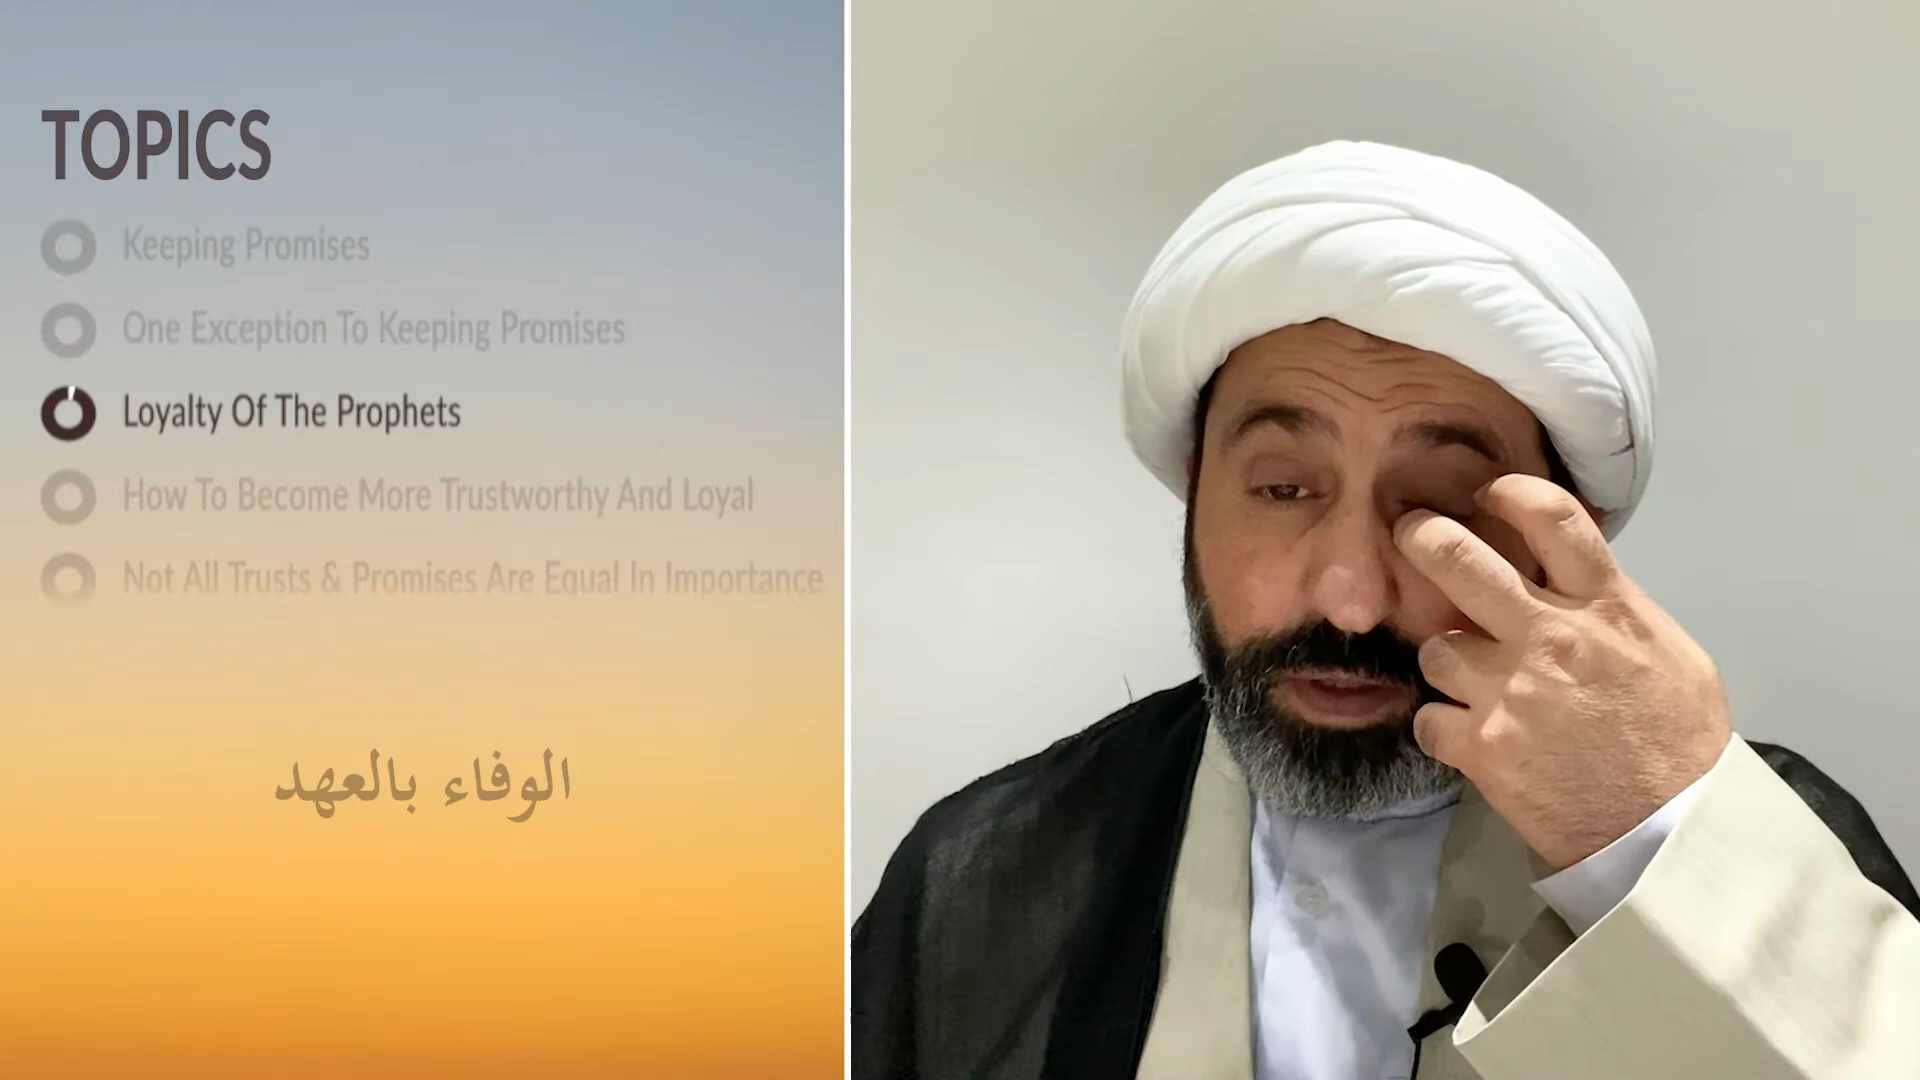 TOPICS
Keeping Promises
One Exception To Keeping Promises
Loyalty Of The Prophets
How To Become More Trustworthy And Loyal
Not All Trusts & Promises Are Equal In Importance
الوفاء بالعهد